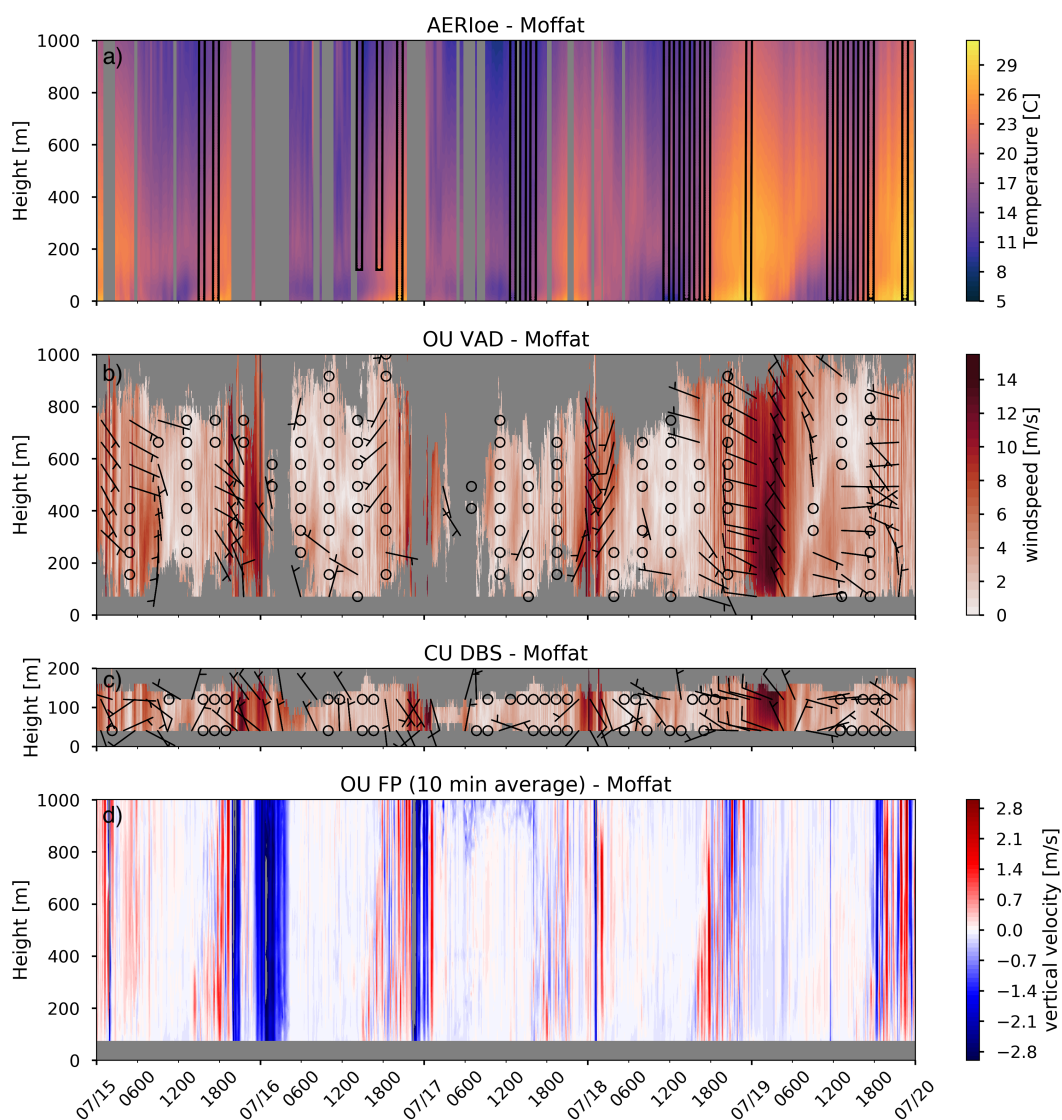 AERIoe - Moffat
a)
1000
800
600
400
200
0
Height [m]
29
26
23
20
17
14
11
8
5
Temperature [C]
OU VAD - Moffat
b)
1000
800
600
400
200
0
Height [m]
14
12
10
8
6
4
2
0
windspeed [m/s]
CU DBS - Moffat
c)
200
100
0
Height [m]
OU FP (10 min average) - Moffat
d)
1000
800
600
400
200
0
Height [m]
2.8
2.1
1.4
0.7
0.0
−0.7
−1.4
−2.1
−2.8
vertical velocity [m/s]
07/15 0600 1200 1800 07/16 0600 1200 1800 07/17 0600 1200 1800 07/18 0600 1200 1800 07/19 0600 1200 1800 07/20